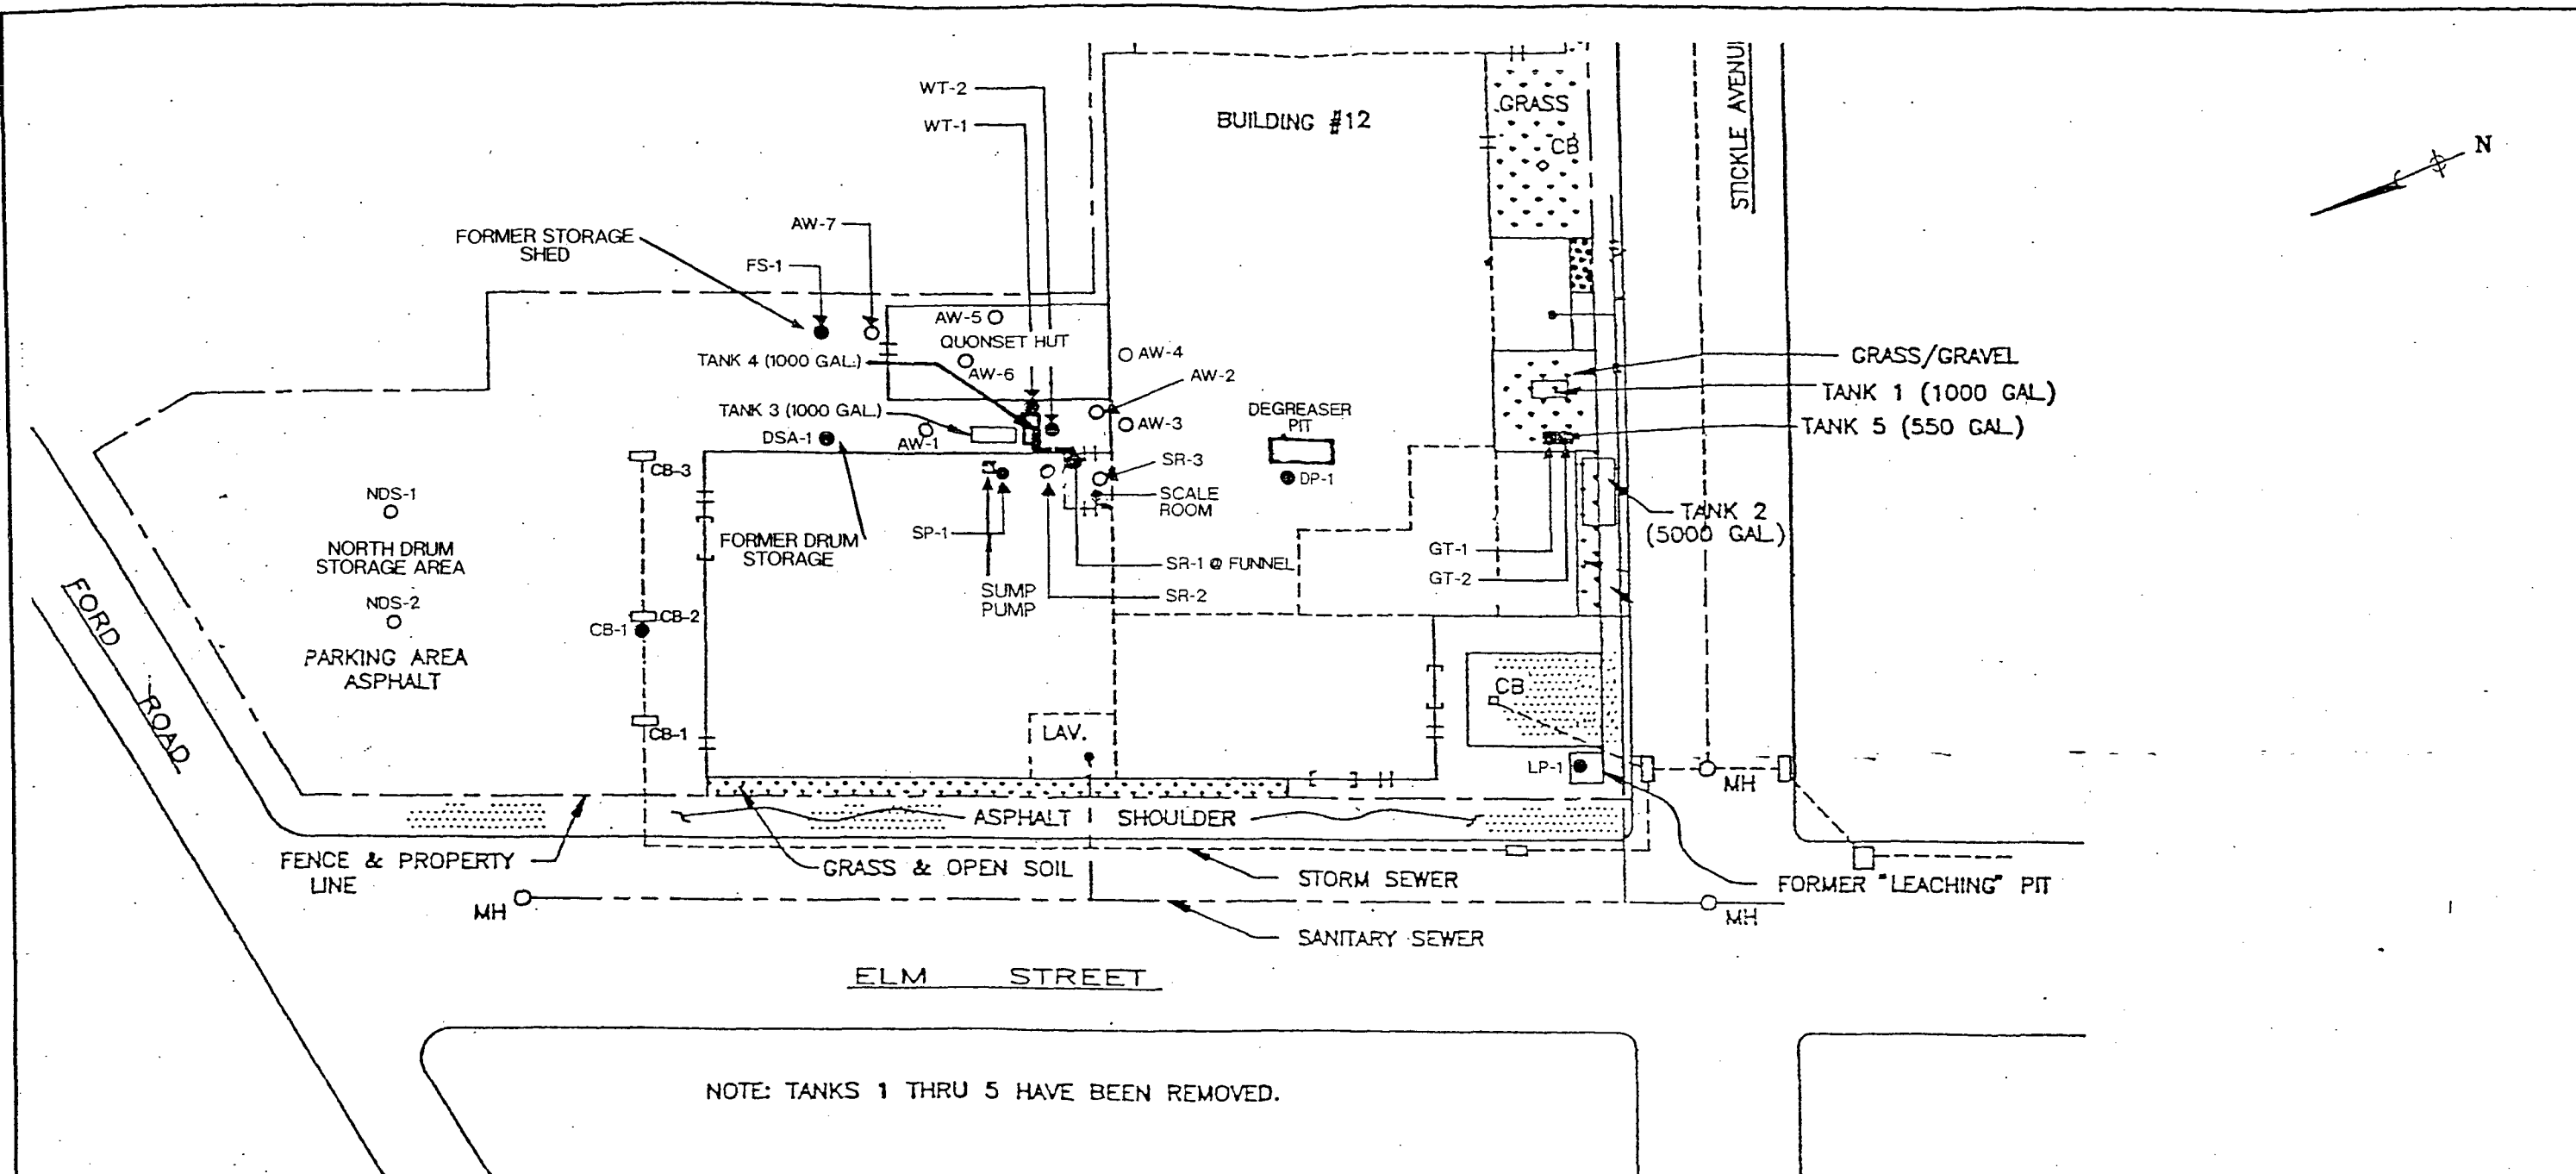 WT-2
WT-1
BUILDING #12
GRASS
CB
STICKLE AVENU
N
AW-7
FORMER STORAGE
SHED
FS-1
AW-5
QUONSET HUT
TANK 4 (1000 GAL.)
AW-6
AW-4
AW-2
GRASS/GRAVEL
TANK 1 (1000 GAL)
TANK 3 (1000 GAL.)
AW-3
DEGREASER
PIT
TANK 5 (550 GAL)
DSA-1
AW-1
CB-3
SR-3
DP-1
NDS-1
SCALE
ROOM
TANK 2
(5000 GAL)
NORTH DRUM
STORAGE AREA
FORMER DRUM
STORAGE
SP-1
GT-1
SR-1 @ FUNNEL
GT-2
SUMP
PUMP
SR-2
NDS-2
CB-2
CB-1
FORD ROAD
PARKING AREA
ASPHALT
CB
CB-1
LAV.
LP-1
MH
ASPHALT SHOULDER
FENCE & PROPERTY
LINE
GRASS & OPEN SOIL
STORM SEWER
FORMER "LEACHING" PIT
MH
MH
SANITARY SEWER
ELM STREET
NOTE: TANKS 1 THRU 5 HAVE BEEN REMOVED.